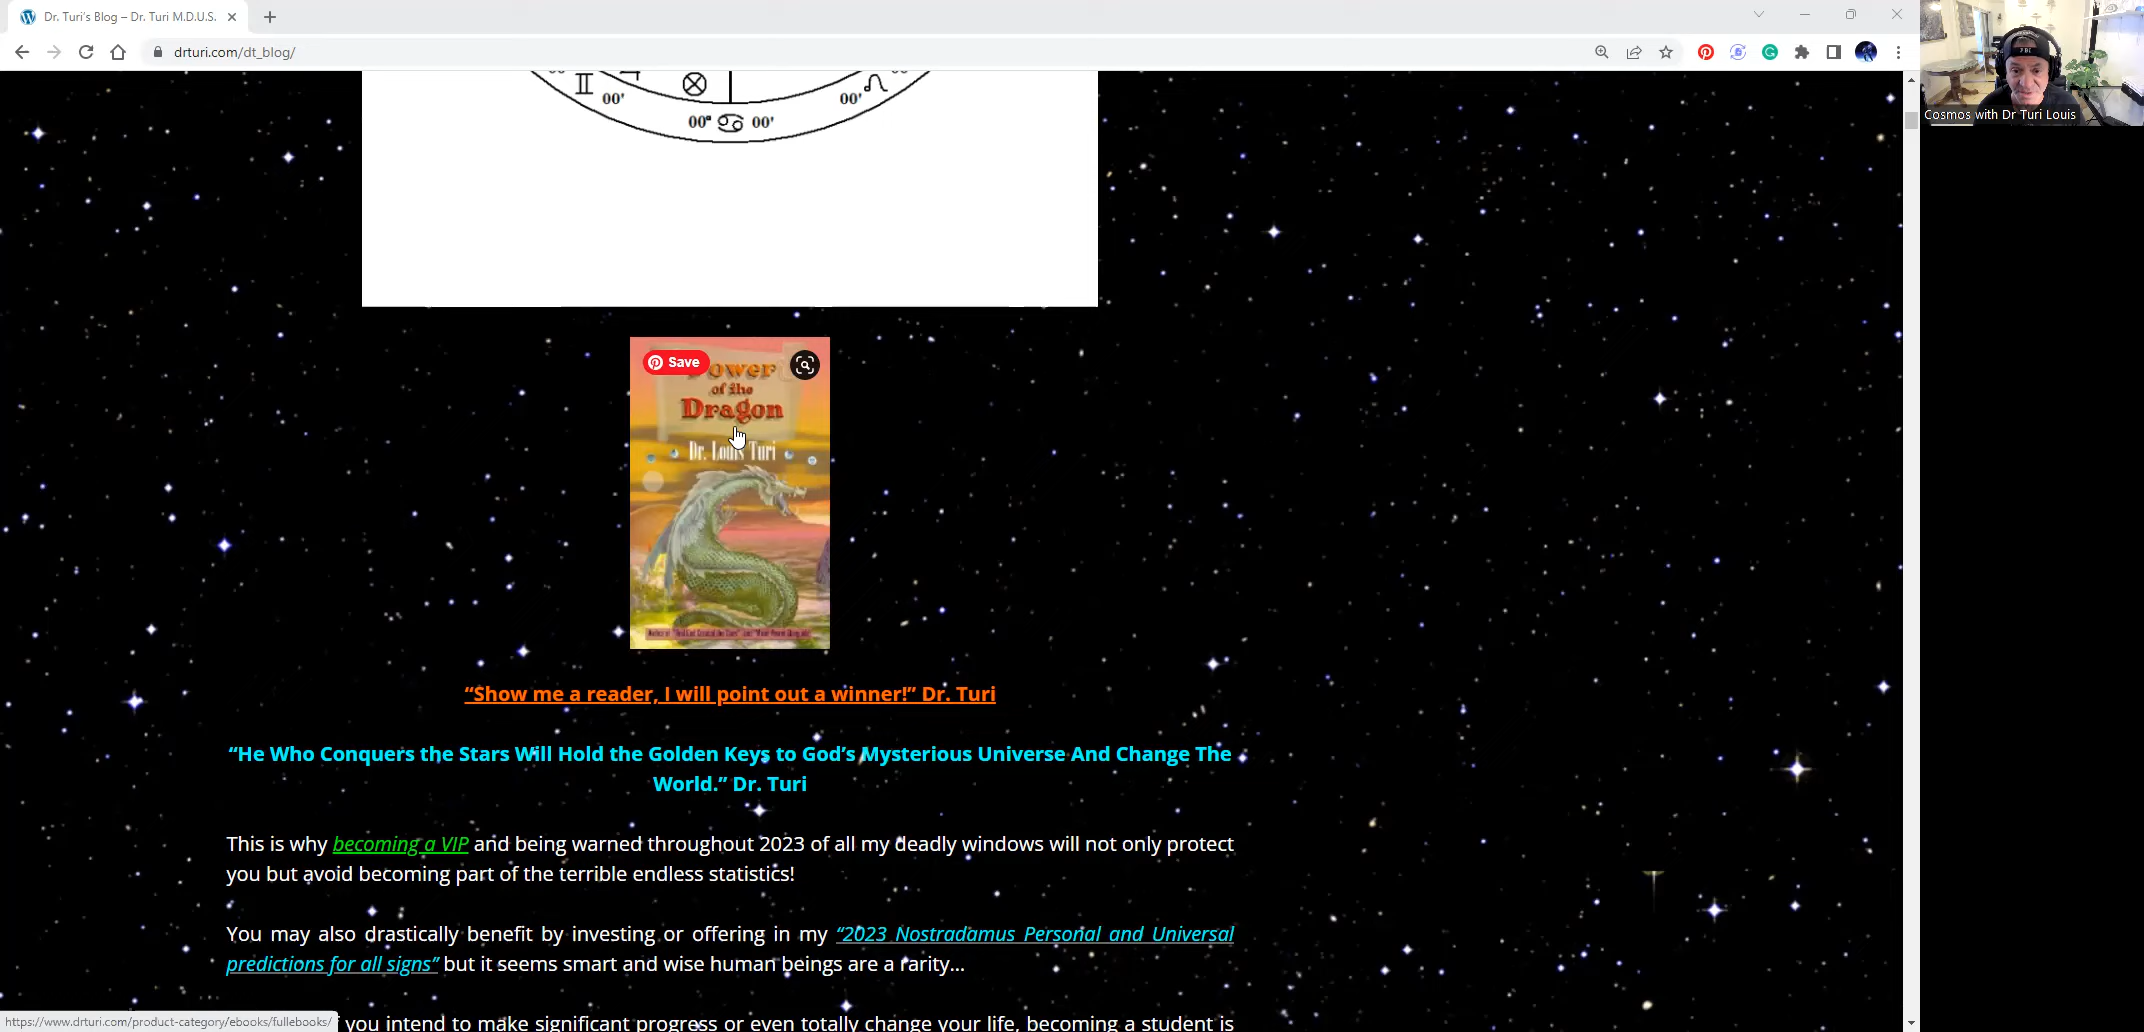 Dr. Turi's Blog – Dr. Turi M.D.U.S.
drturi.com/dt_blog/
Cosmos with Dr Turi Louis
00'
00'
00° 00'
Save
Power
of the
Dragon
Dr. Louis Turi
“Show me a reader, I will point out a winner!” Dr. Turi
“He Who Conquers the Stars Will Hold the Golden Keys to God’s Mysterious Universe And Change The
World.” Dr. Turi
This is why becoming a VIP and being warned throughout 2023 of all my deadly windows will not only protect
you but avoid becoming part of the terrible endless statistics!
You may also drastically benefit by investing or offering in my “2023 Nostradamus Personal and Universal
predictions for all signs” but it seems smart and wise human beings are a rarity...
you intend to make significant progress or even totally change your life, becoming a student is
https://www.drturi.com/product-category/ebooks/fullebooks/